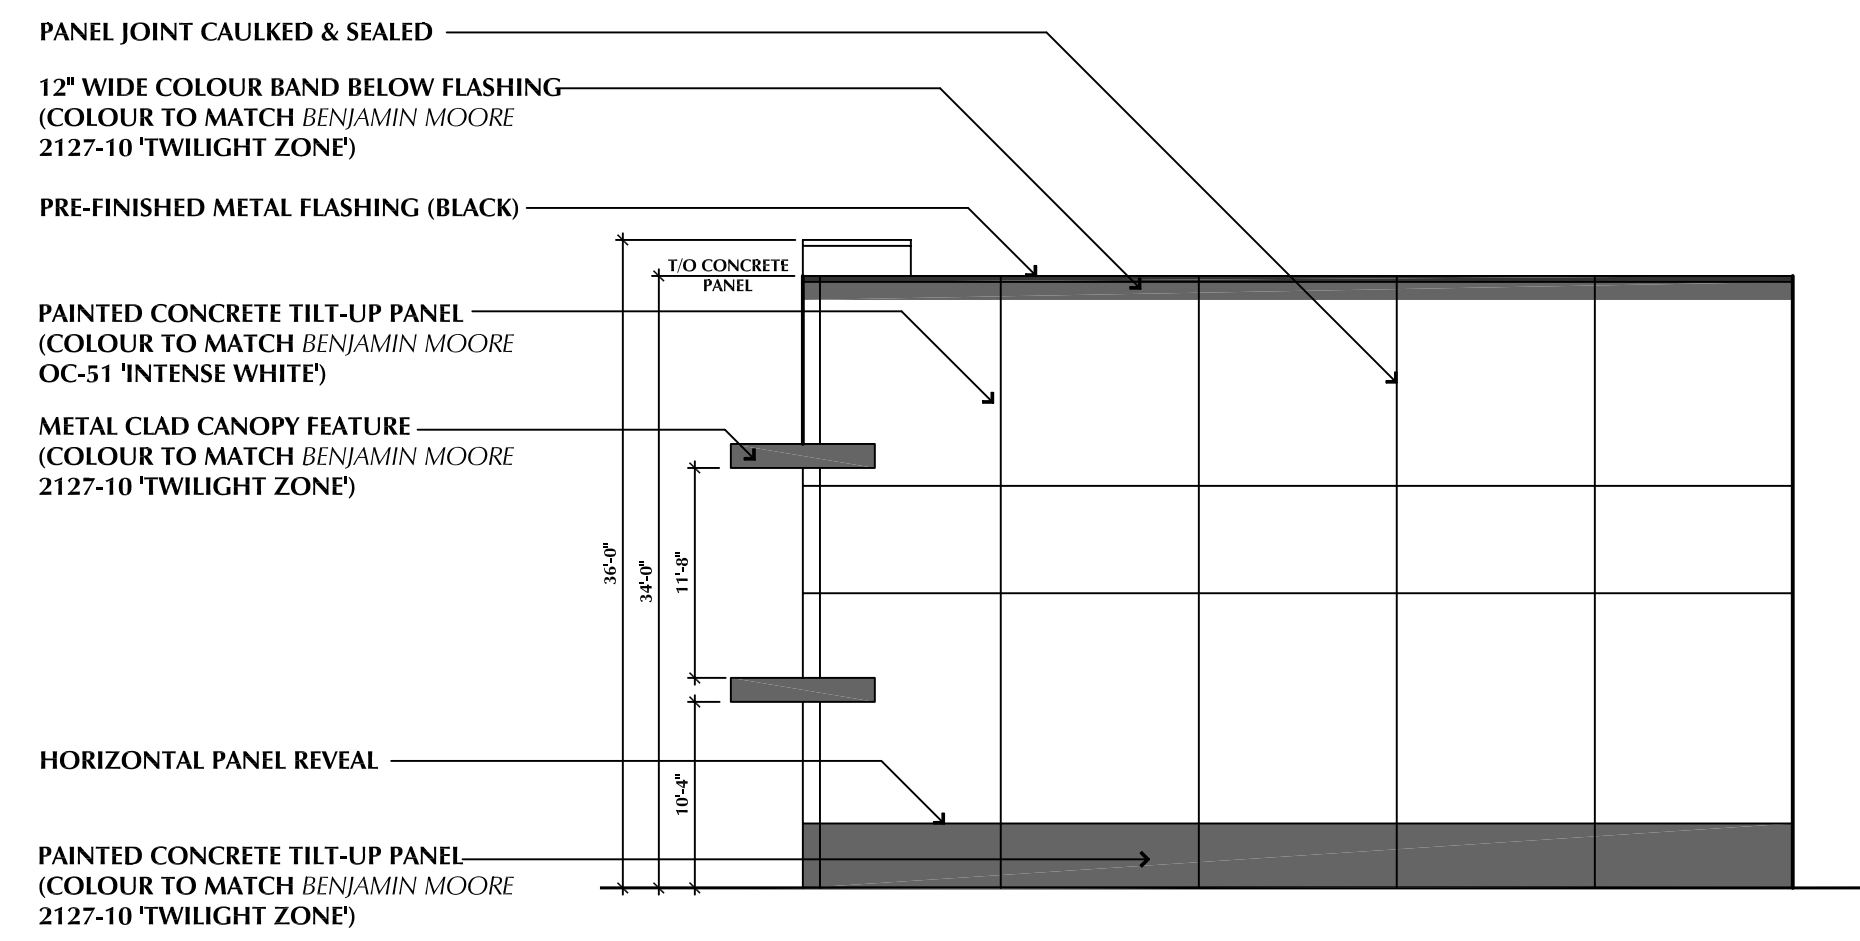 PANEL JOINT CAULKED & SEALED
12" WIDE COLOUR BAND BELOW FLASHING
(COLOUR TO MATCH BENJAMIN MOORE
2127-10 'TWILIGHT ZONE')
PRE-FINISHED METAL FLASHING (BLACK)
T/O CONCRETE
PANEL
PAINTED CONCRETE TILT-UP PANEL
(COLOUR TO MATCH BENJAMIN MOORE
OC-51 'INTENSE WHITE')
METAL CLAD CANOPY FEATURE
(COLOUR TO MATCH BENJAMIN MOORE
2127-10 'TWILIGHT ZONE')
36'-0"
34'-0"
11'-8"
10'-4"
HORIZONTAL PANEL REVEAL
PAINTED CONCRETE TILT-UP PANEL
(COLOUR TO MATCH BENJAMIN MOORE
2127-10 'TWILIGHT ZONE')